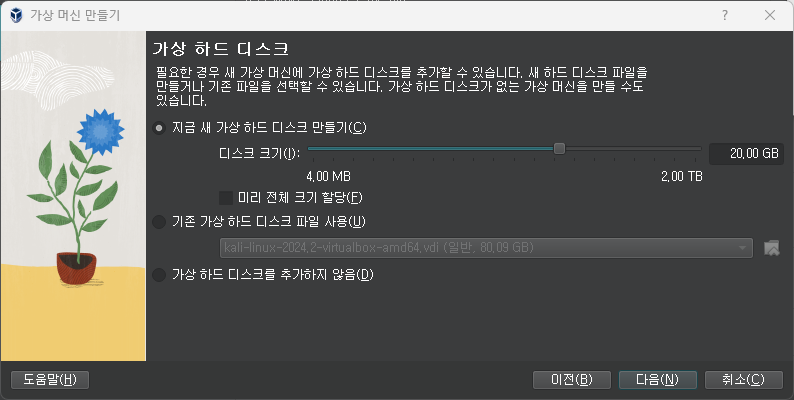 가상 머신 만들기
가상 하드 디스크
필요한 경우 새 가상 머신에 가상 하드 디스크를 추가할 수 있습니다. 새 하드 디스크 파일을
만들거나 기존 파일을 선택할 수 있습니다. 가상 하드 디스크가 없는 가상 머신을 만들 수도
있습니다.
지금 새 가상 하드 디스크 만들기(C)
디스크 크기(I): 20,00 GB
4,00 MB 2,00 TB
미리 전체 크기 할당(F)
기존 가상 하드 디스크 파일 사용(U)
kali-linux-2024.2-virtualbox-amd64.vdi (일반, 80,09 GB)
가상 하드 디스크를 추가하지 않음(D)
도움말(H) 이전(B) 다음(N) 취소(C)